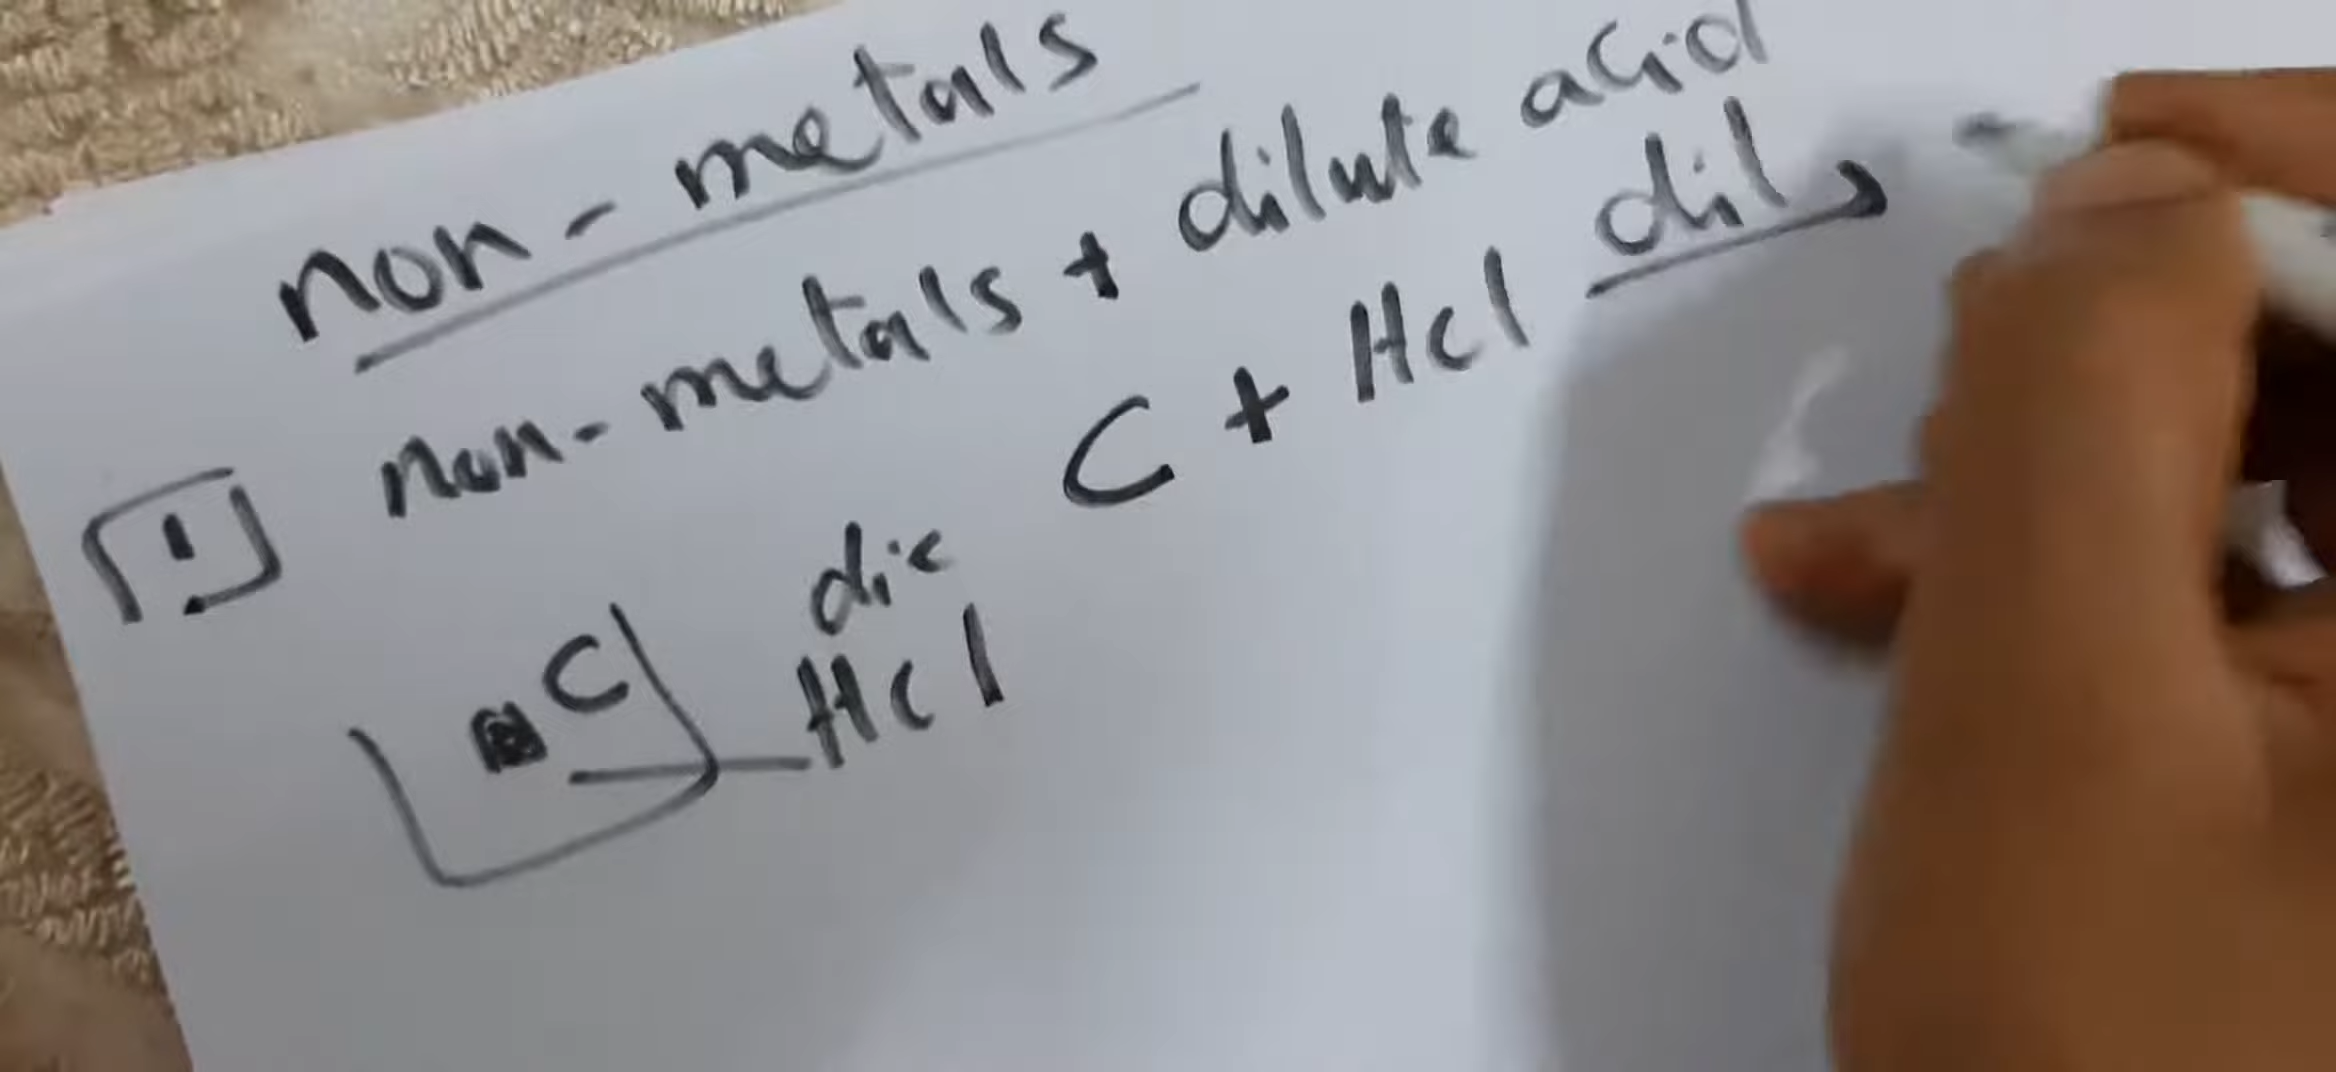 non-metals
1 non-metals + dilute acid
C + HCl dil
C dil
HCl